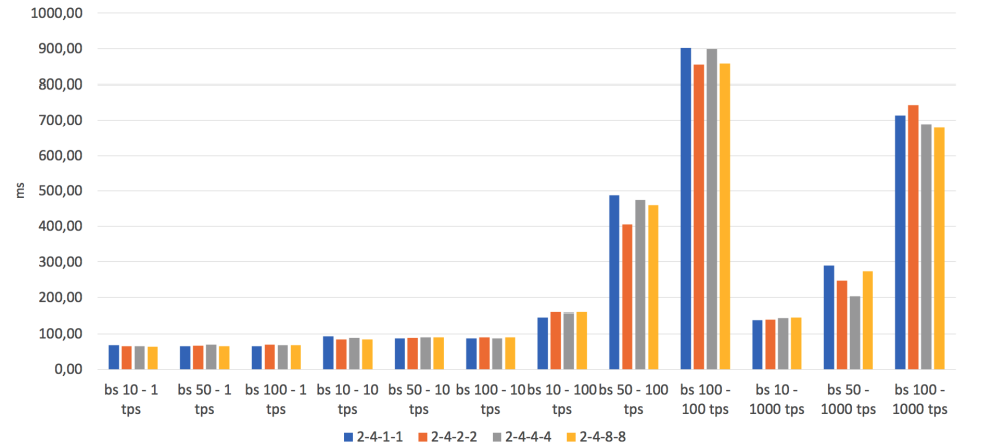 1000,00
900,00
800,00
700,00
600,00
500,00
400,00
300,00
200,00
100,00
0,00
ms
bs 10 - 1 tps
bs 50 - 1 tps
bs 100 - 1 tps
bs 10 - 10 tps
bs 50 - 10 tps
bs 100 - 10 tps
bs 10 - 100 tps
bs 50 - 100 tps
bs 100 - 100 tps
bs 10 - 1000 tps
bs 50 - 1000 tps
bs 100 - 1000 tps
2-4-1-1 2-4-2-2 2-4-4-4 2-4-8-8